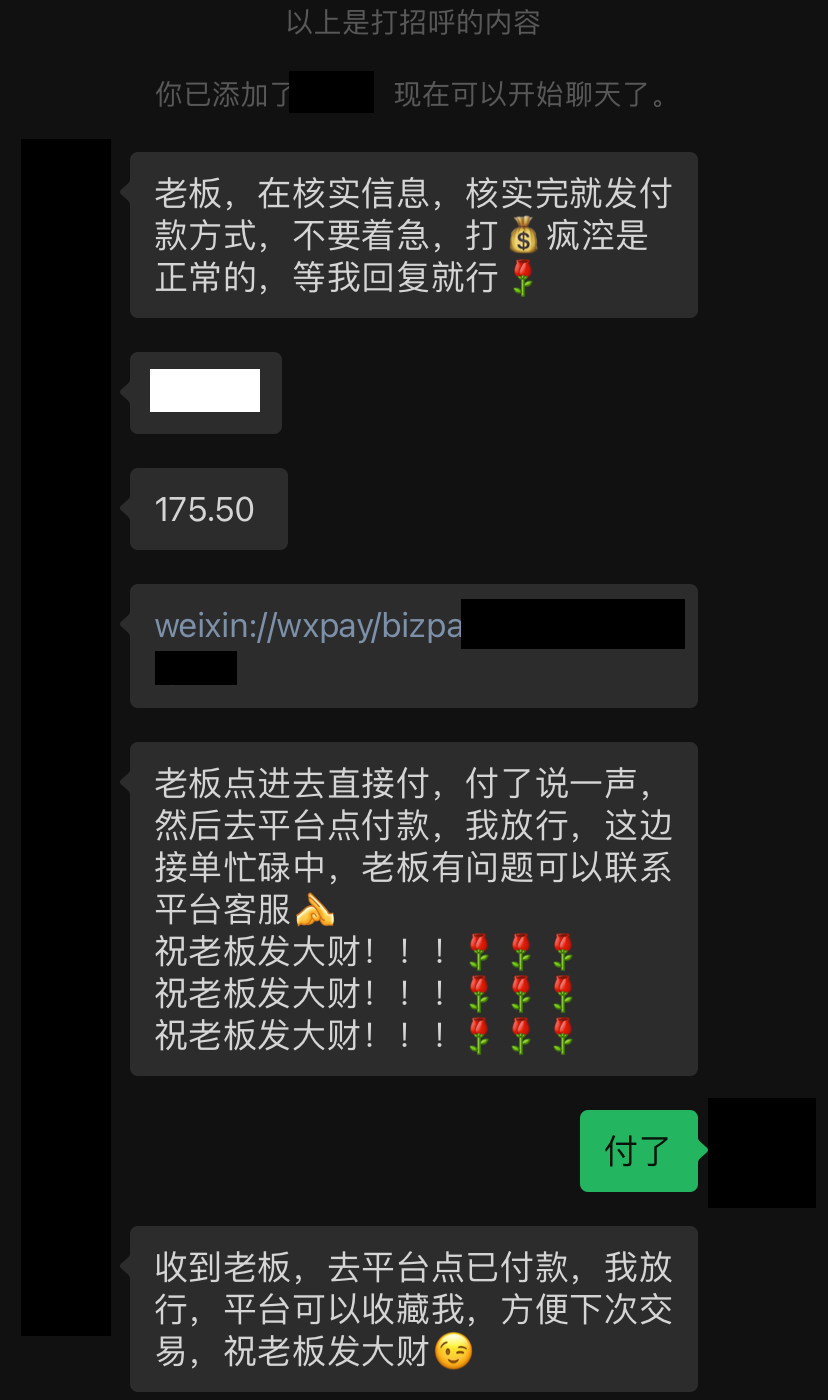 以上是打招呼的内容
你已添加了 现在可以开始聊天了。
老板，在核实信息，核实完就发付
款方式，不要着急，打💰疯涳是
正常的，等我回复就行🌹
175.50
weixin://wxpay/bizpa
老板点进去直接付，付了说一声，
然后去平台点付款，我放行，这边
接单忙碌中，老板有问题可以联系
平台客服🫴
祝老板发大财！！！🌹🌹🌹
祝老板发大财！！！🌹🌹🌹
祝老板发大财！！！🌹🌹🌹
付了
收到老板，去平台点已付款，我放
行，平台可以收藏我，方便下次交
易，祝老板发大财😉